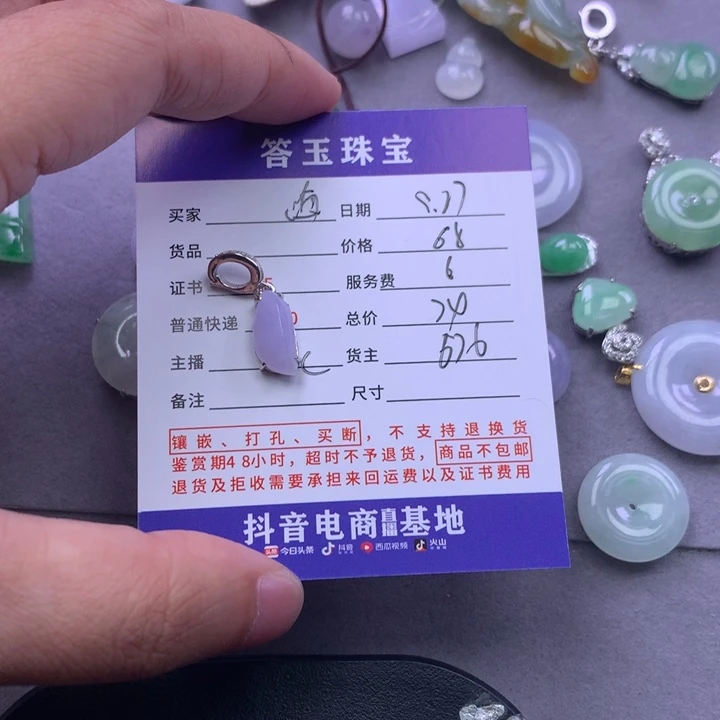 答玉珠宝
买家 日期
货品 价格 68
证书 5 服务费 6
普通快递 0 总价
主播 货主
备注 尺寸
镶嵌、打孔、买断，不支持退换货
鉴赏期48小时，超时不予退货，商品不包邮
退货及拒收需要承担来回运费以及证书费用
抖音电商直播基地
头条 今日头条 抖音 西瓜视频 火山